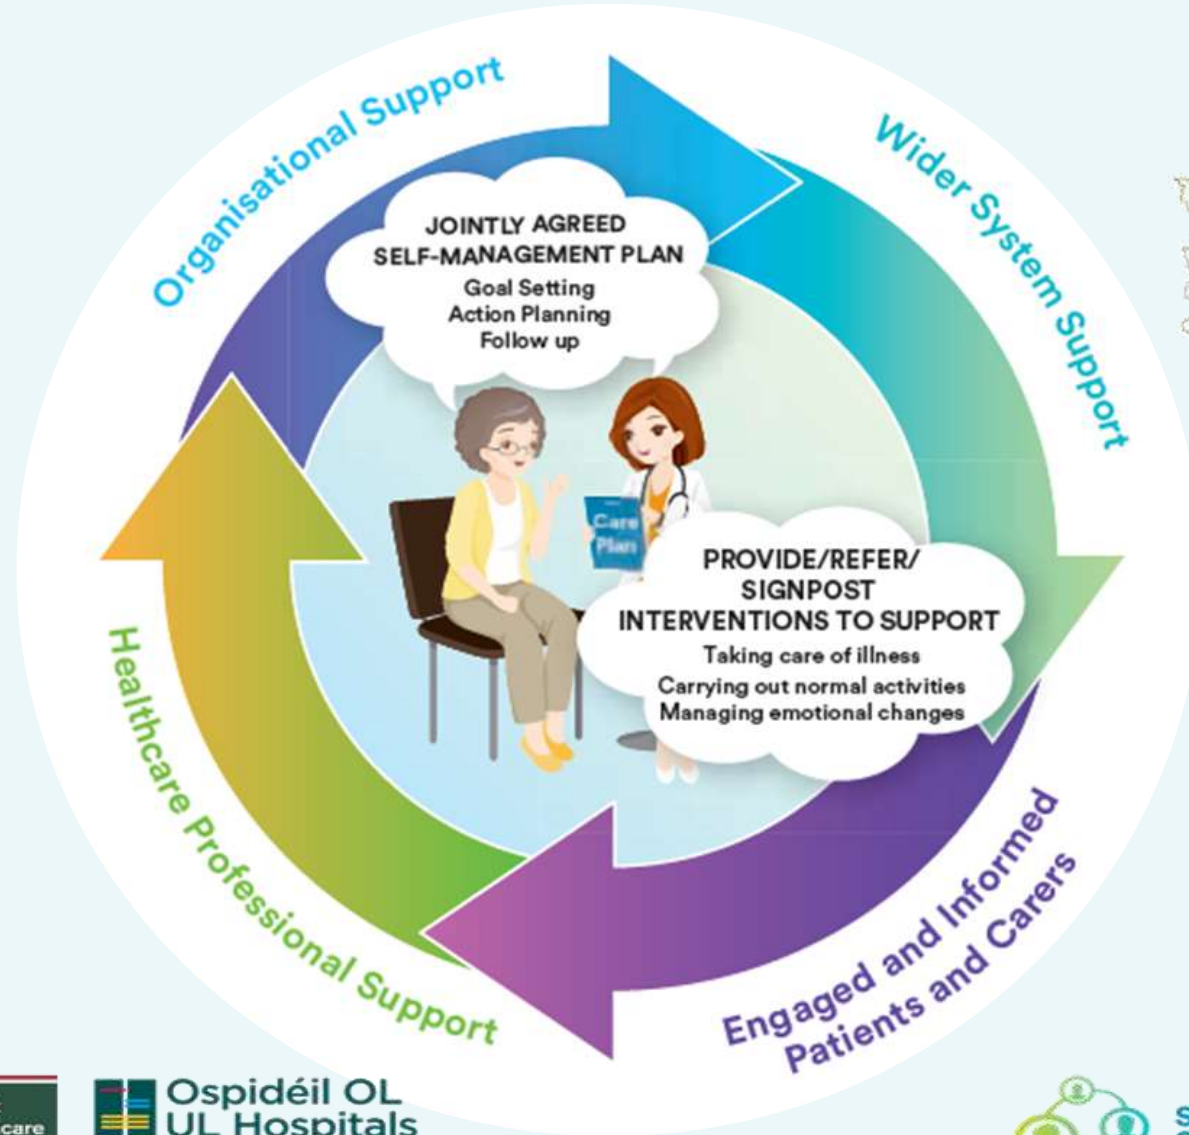 Organisational Support
Wider System Support
JOINTLY AGREED
SELF-MANAGEMENT PLAN
Goal Setting
Action Planning
Follow up
Care
Plan
PROVIDE/REFER/
SIGNPOST
INTERVENTIONS TO SUPPORT
Taking care of illness
Carrying out normal activities
Managing emotional changes
Healthcare Professional Support
Engaged and Informed
Patients and Carers
care
Ospidéil OL
UL Hospitals